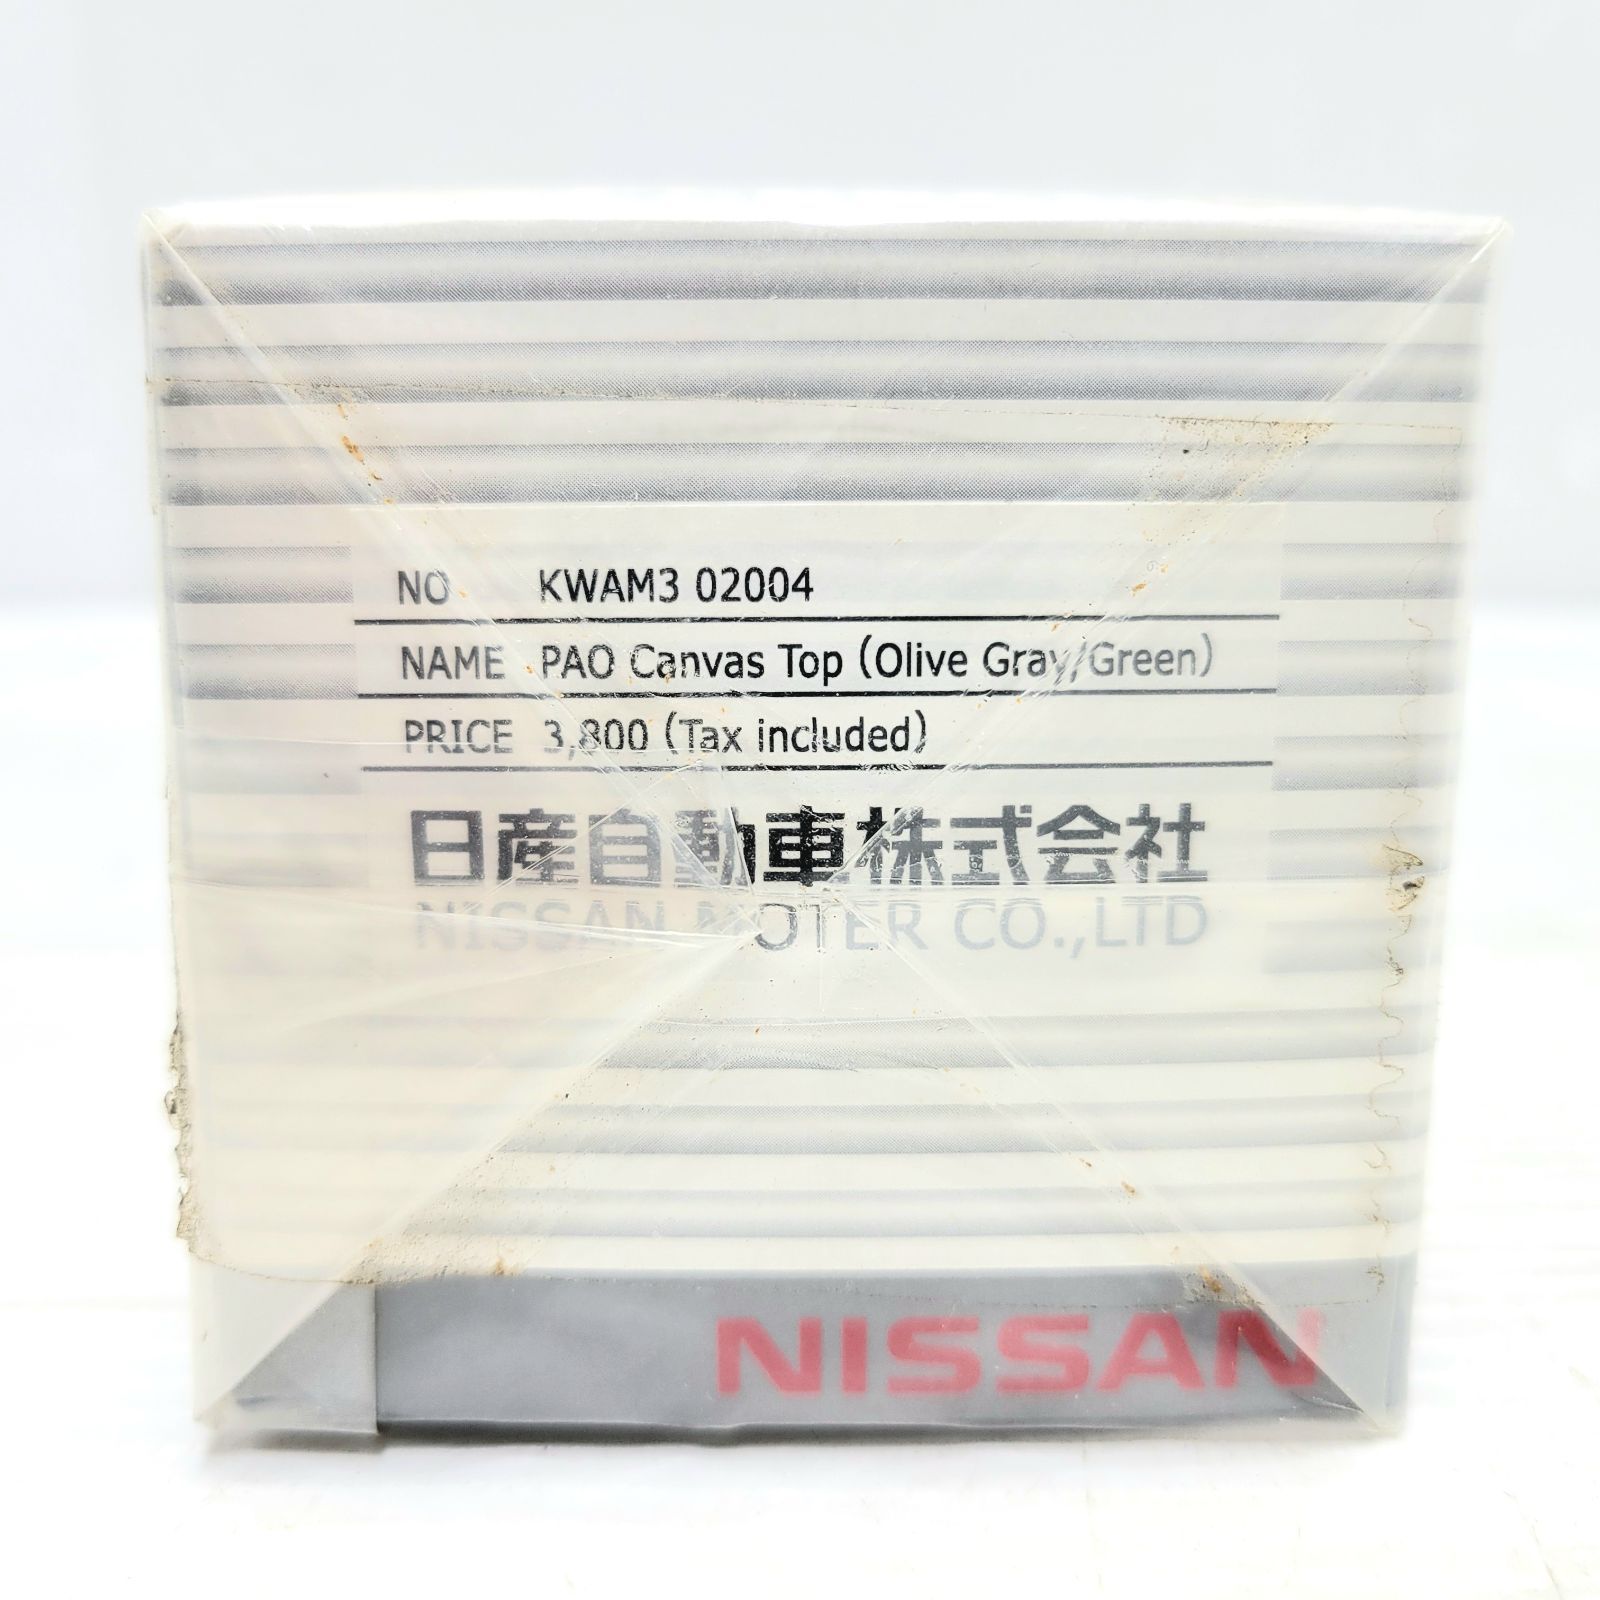 NO KWAM3 02004
NAME PAO Canvas Top (Olive Gray/Green)
PRICE 3,800 (Tax included)
日産自動車株式会社
NISSAN MOTER CO.,LTD
NISSAN